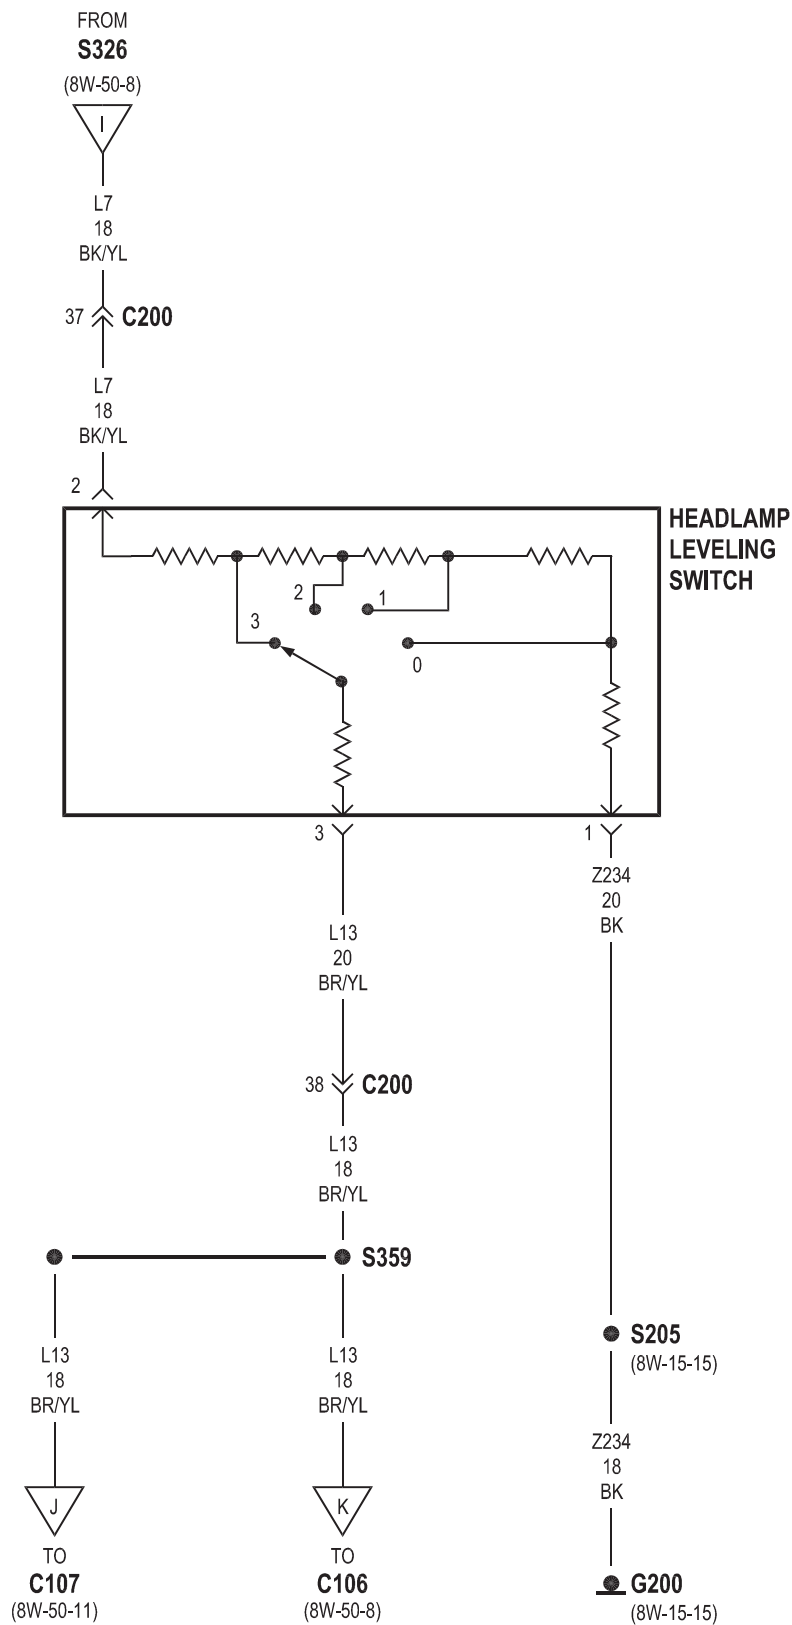 FROM
S326
(8W-50-8)
I
L7
18
BK/YL
37 C200
L7
18
BK/YL
2
HEADLAMP
LEVELING
SWITCH
2
1
3
0
3
1
Z234
20
BK
L13
20
BR/YL
38 C200
L13
18
BR/YL
S359
S205
(8W-15-15)
L13
18
BR/YL
L13
18
BR/YL
Z234
18
BK
J
K
TO
C107
(8W-50-11)
TO
C106
(8W-50-8)
G200
(8W-15-15)